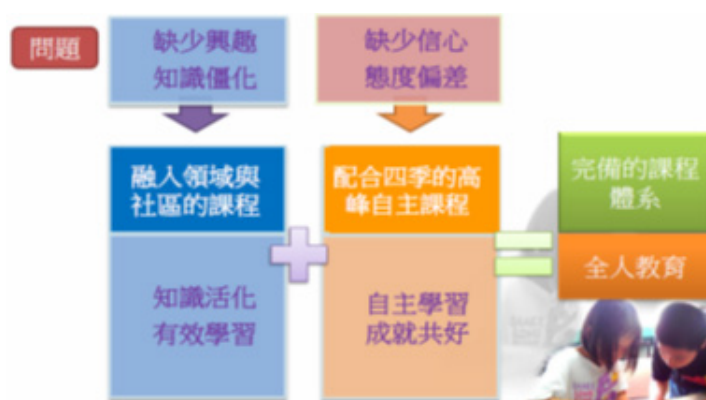 問題
缺少興趣
知識僵化
缺少信心
態度偏差
融入領域與
社區的課程
配合四季的高
峰自主課程
完備的課程
體系
全人教育
知識活化
有效學習
自主學習
成就共好